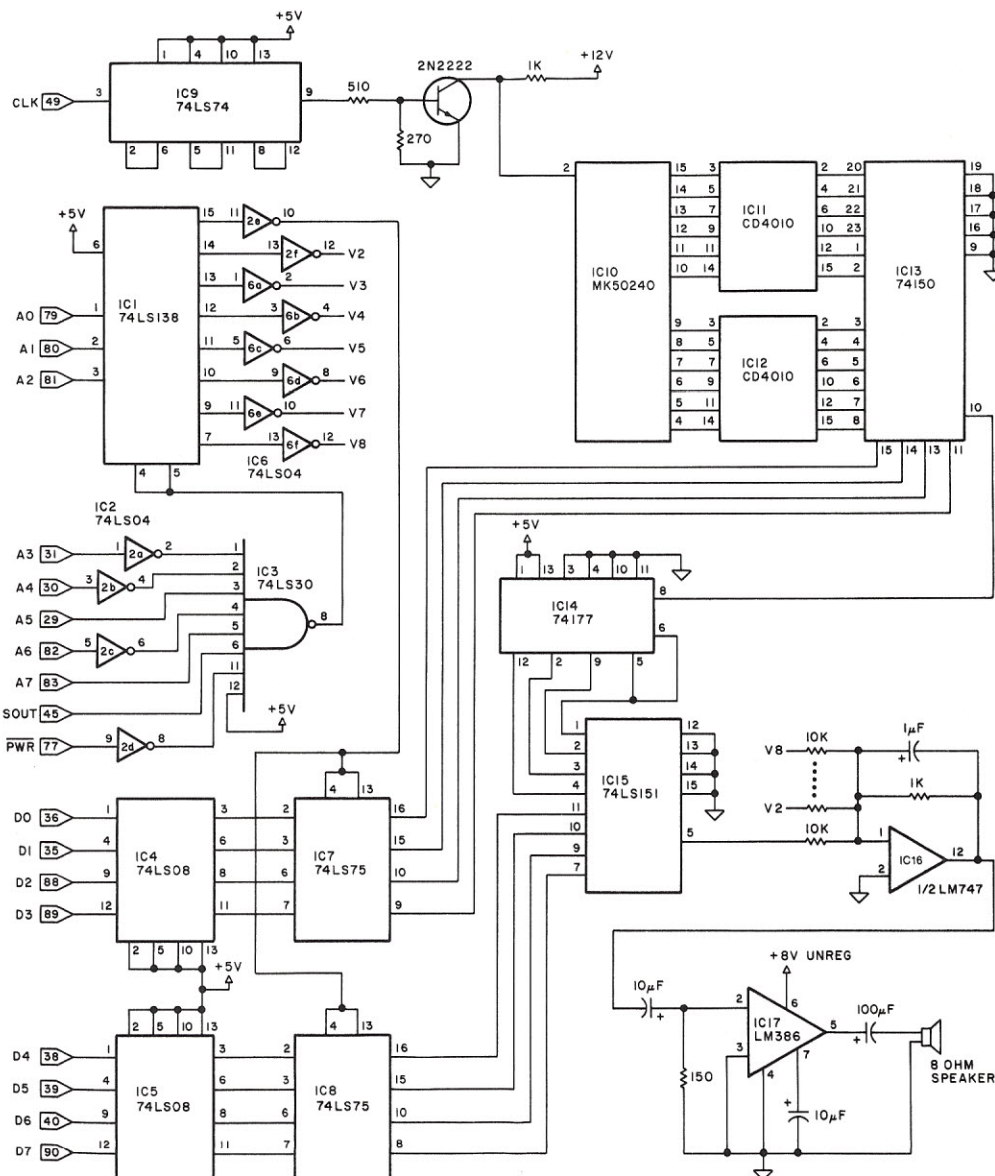 +5V
1 4 10 13
CLK 49 3
IC9
74LS74
9
2 6 5 11 8 12
510
270
2N2222
1K
+12V
+5V
6
IC1
74LS138
A0 79 1
A1 80 2
A2 81 3
15 11 2e 10
14 13 2f 12 V2
13 1 6a 2 V3
12 3 6b 4 V4
11 5 6c 6 V5
10 9 6d 8 V6
9 11 6e 10 V7
7 13 6f 12 V8
IC6
74LS04
4 5
2
IC10
MK50240
15 3
14 5
13 7
12 9
11 11
10 14
9 3
8 5
7 7
6 9
5 11
4 14
IC11
CD4010
2 20
4 21
6 22
10 23
12 1
15 2
IC12
CD4010
2 3
4 4
6 5
10 6
12 7
15 8
IC13
74150
19
18
17
16
9
10
15 14 13 11
IC2
74LS04
A3 31 1 2a 2 1
A4 30 3 2b 4 2
A5 29 3
A6 82 5 2c 6 4
A7 83 5
SOUT 45 6
PWR 77 9 2d 8 11
12
IC3
74LS30
8
+5V
+5V
1 13 3 4 10 11
IC14
74177
8
6
12 2 9 5
1
2
3
4
11
10
9
7
IC15
74LS151
12
13
14
15
5
V8 10K
V2
10K
1µF
+
1K
1
2
IC16
12
1/2 LM747
D0 36 1
D1 35 4
D2 88 9
D3 89 12
IC4
74LS08
3 2
6 3
8 6
11 7
2 5 10 13
4 13
IC7
74LS75
16
15
10
9
+5V
2 5 10 13
D4 38 1
D5 39 4
D6 40 9
D7 90 12
IC5
74LS08
3 2
6 3
8 6
11 7
4 13
IC8
74LS75
16
15
10
8
10µF
+
150
+8V UNREG
6
2
3
IC17
LM386
5
7
4
+
10µF
100µF
+
8 OHM
SPEAKER